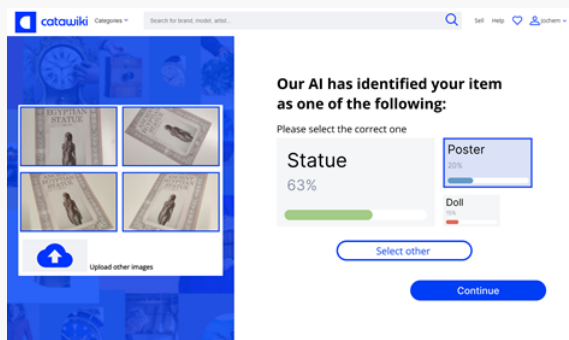 catawiki
Categories
Search for brand, model, artist...
Sell
Help
Jochem
Our AI has identified your item
as one of the following:
Please select the correct one
EGYPTIAN
STATUE
Statue
63%
Poster
20%
Doll
Upload other images
Select other
Continue